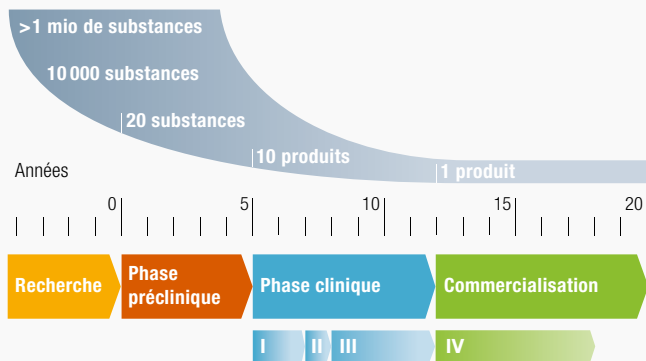 >1 mio de substances
10 000 substances
20 substances
10 produits
1 produit
Années
0 5 10 15 20
Recherche
Phase
préclinique
Phase clinique
Commercialisation
I II III IV